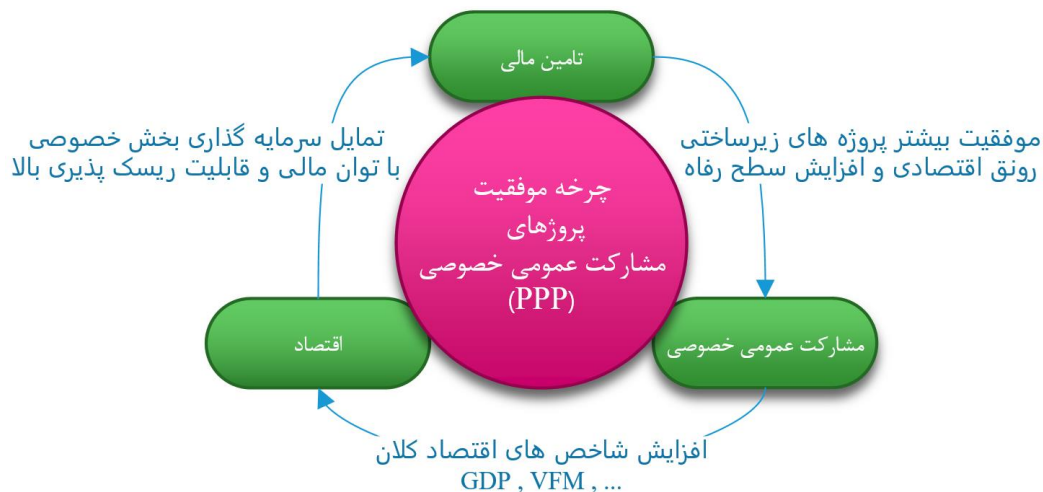 تامین مالی
موفقیت بیشتر پروژه های زیرساختی
رونق اقتصادی و افزایش سطح رفاه
تمایل سرمایه گذاری بخش خصوصی
با توان مالی و قابلیت ریسک پذیری بالا
چرخه موفقیت
پروژهای
مشارکت عمومی خصوصی
(PPP)
مشارکت عمومی خصوصی
اقتصاد
افزایش شاخص های اقتصاد کلان
GDP , VFM , ...